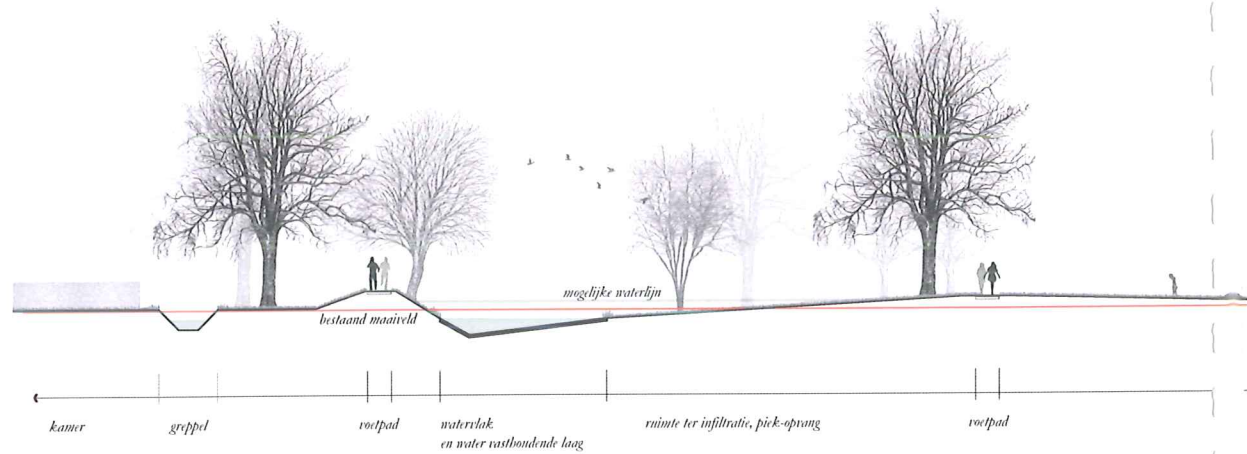 mogelijke waterlijn
bestaand maaiveld
kamer
greppel
voetpad
watervlak
en water vasthoudende laag
ruimte ter infiltratie, piek-opvang
voetpad